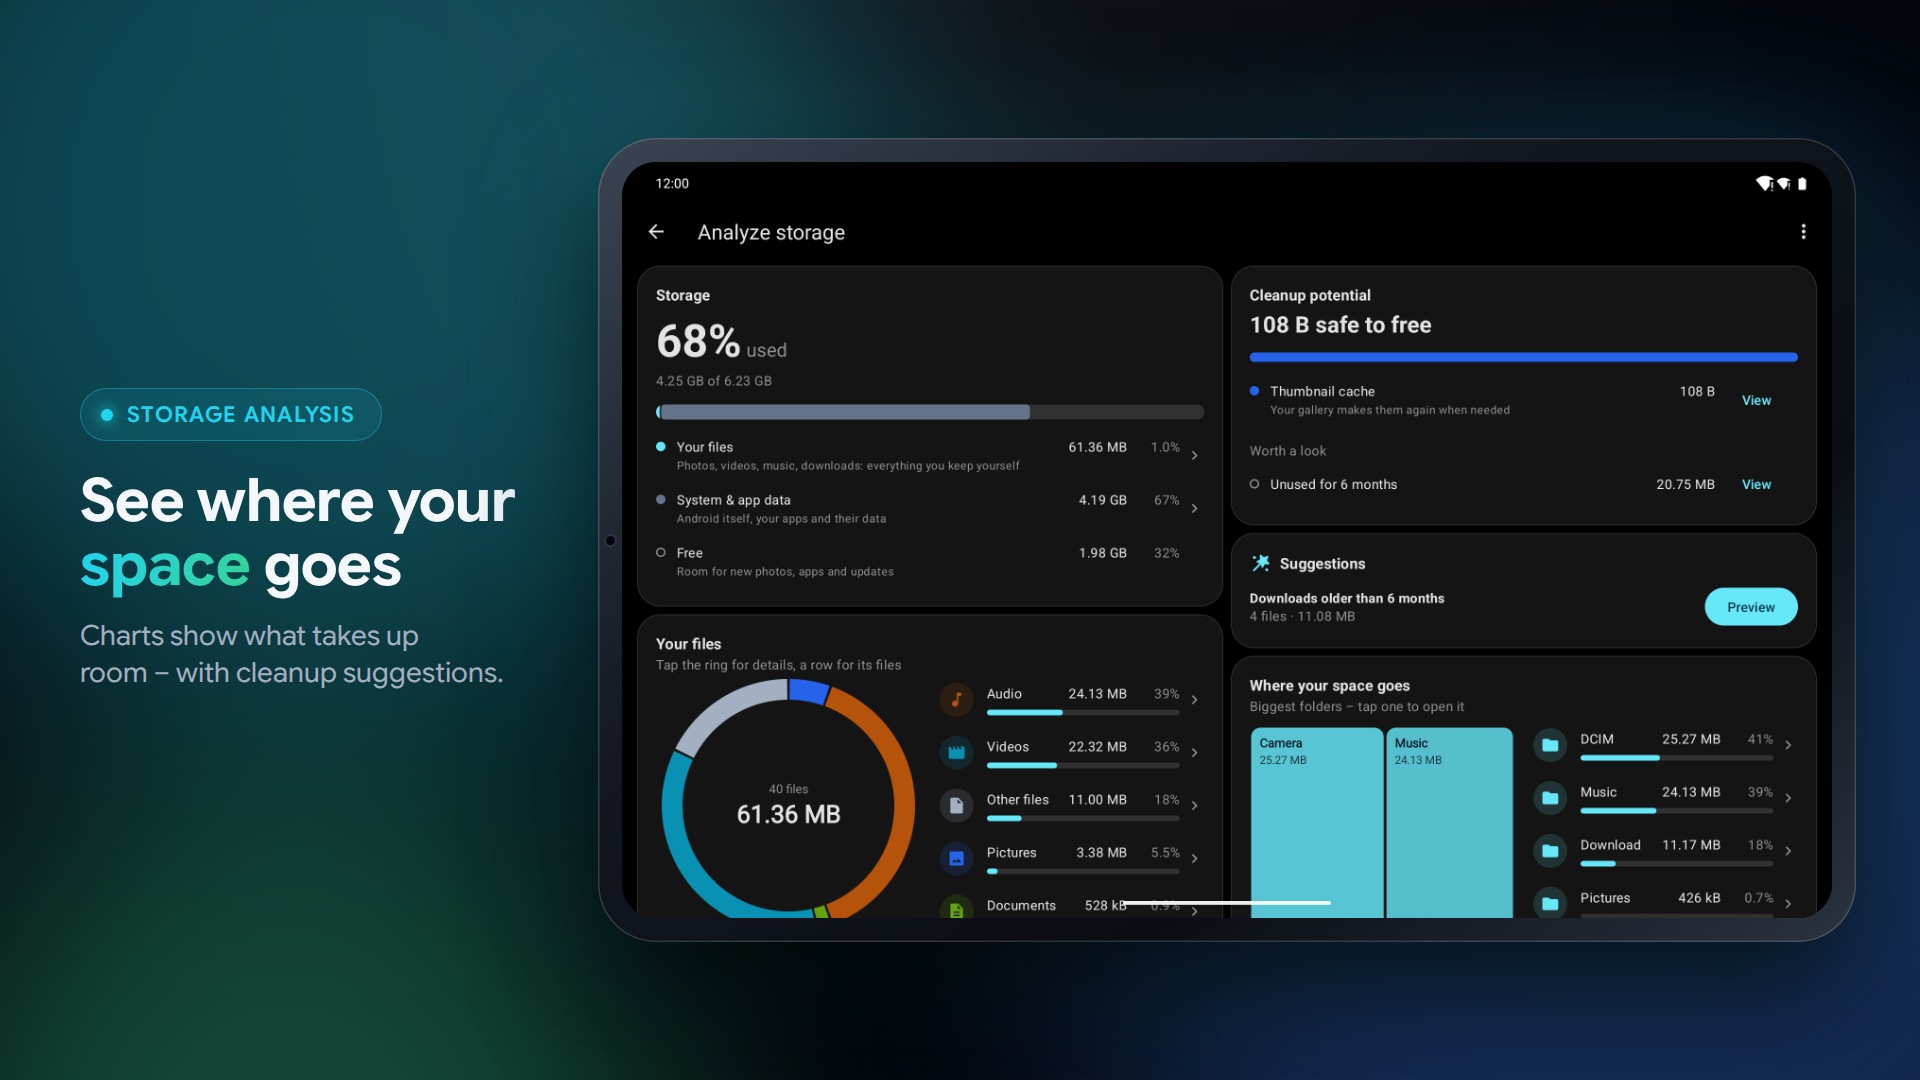 STORAGE ANALYSIS
See where your
space goes
Charts show what takes up
room – with cleanup suggestions.
12:00
Analyze storage
Storage
68% used
4.25 GB of 6.23 GB
Your files 61.36 MB 1.0%
Photos, videos, music, downloads: everything you keep yourself
System & app data 4.19 GB 67%
Android itself, your apps and their data
Free 1.98 GB 32%
Room for new photos, apps and updates
Your files
Tap the ring for details, a row for its files
40 files
61.36 MB
Audio 24.13 MB 39%
Videos 22.32 MB 36%
Other files 11.00 MB 18%
Pictures 3.38 MB 5.5%
Documents 528 kB 0.9%
Cleanup potential
108 B safe to free
Thumbnail cache 108 B View
Your gallery makes them again when needed
Worth a look
Unused for 6 months 20.75 MB View
Suggestions
Downloads older than 6 months
4 files · 11.08 MB
Preview
Where your space goes
Biggest folders – tap one to open it
Camera
25.27 MB
Music
24.13 MB
DCIM 25.27 MB 41%
Music 24.13 MB 39%
Download 11.17 MB 18%
Pictures 426 kB 0.7%